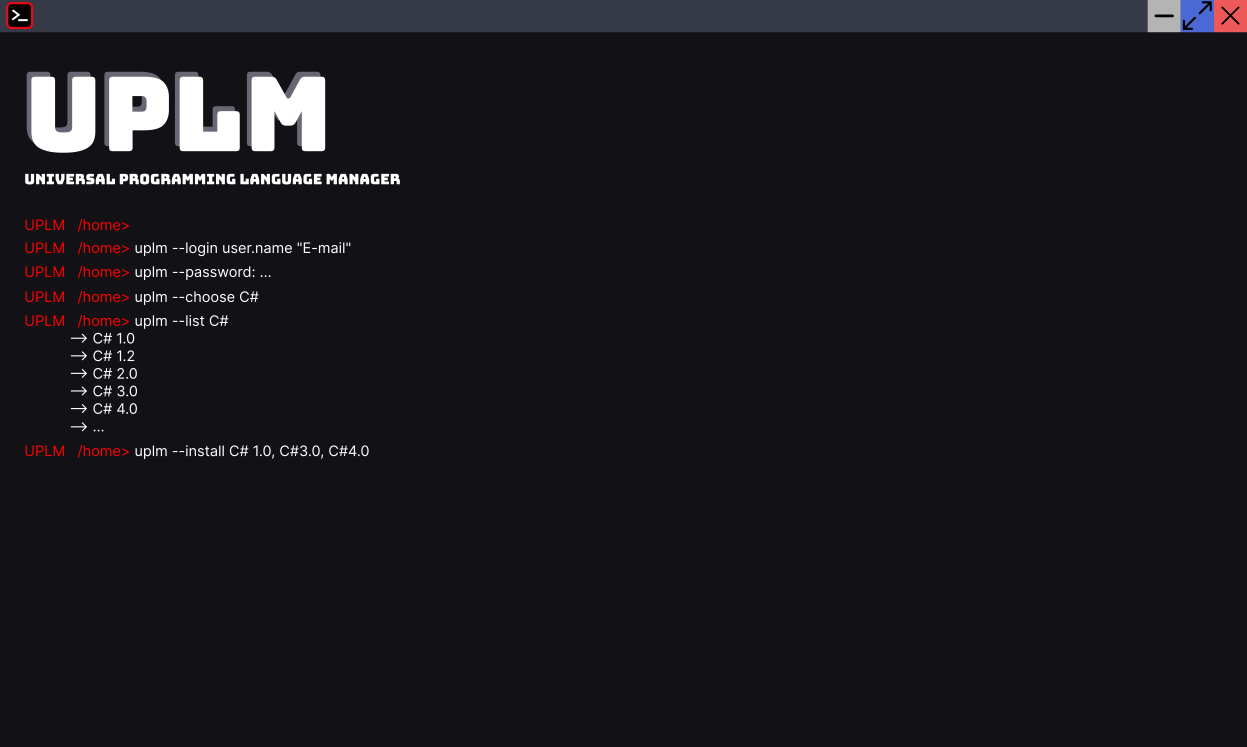 UPLM
UNIVERSAL PROGRAMMING LANGUAGE MANAGER
UPLM /home>
UPLM /home> uplm --login user.name "E-mail"
UPLM /home> uplm --password: ...
UPLM /home> uplm --choose C#
UPLM /home> uplm --list C#
--> C# 1.0
--> C# 1.2
--> C# 2.0
--> C# 3.0
--> C# 4.0
--> ...
UPLM /home> uplm --install C# 1.0, C#3.0, C#4.0